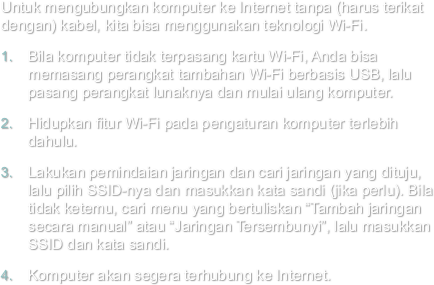 Untuk mengubungkan komputer ke Internet tanpa (harus terikat
dengan) kabel, kita bisa menggunakan teknologi Wi-Fi.
1. Bila komputer tidak terpasang kartu Wi-Fi, Anda bisa
memasang perangkat tambahan Wi-Fi berbasis USB, lalu
pasang perangkat lunaknya dan mulai ulang komputer.
2. Hidupkan fitur Wi-Fi pada pengaturan komputer terlebih
dahulu.
3. Lakukan pemindaian jaringan dan cari jaringan yang dituju,
lalu pilih SSID-nya dan masukkan kata sandi (jika perlu). Bila
tidak ketemu, cari menu yang bertuliskan “Tambah jaringan
secara manual” atau “Jaringan Tersembunyi”, lalu masukkan
SSID dan kata sandi.
4. Komputer akan segera terhubung ke Internet.